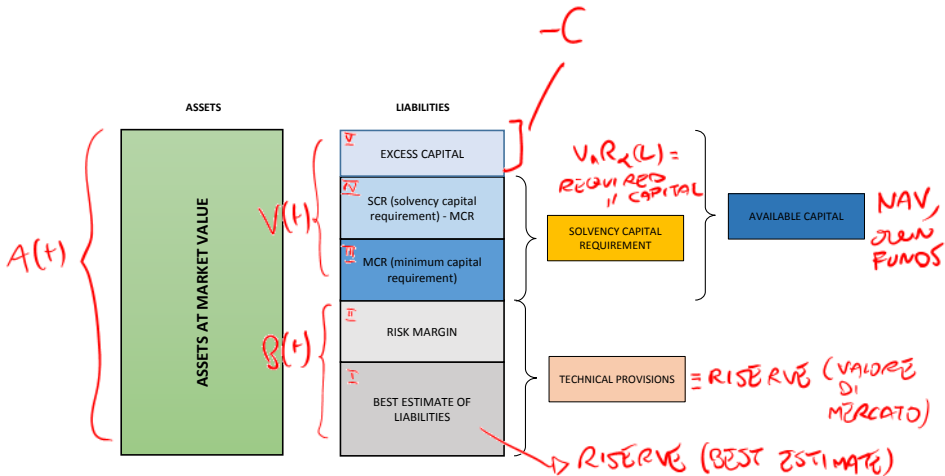 -C
ASSETS
LIABILITIES
A(t)
ASSETS AT MARKET VALUE
V(t)
B(t)
V
EXCESS CAPITAL
IV
SCR (solvency capital
requirement) - MCR
III
MCR (minimum capital
requirement)
II
RISK MARGIN
I
BEST ESTIMATE OF
LIABILITIES
VaRα(L) =
REQUIRED
CAPITAL
SOLVENCY CAPITAL
REQUIREMENT
AVAILABLE CAPITAL
NAV,
OWN
FUNDS
TECHNICAL PROVISIONS
= RISERVE (VALORE
DI
MERCATO)
RISERVE (BEST ESTIMATE)